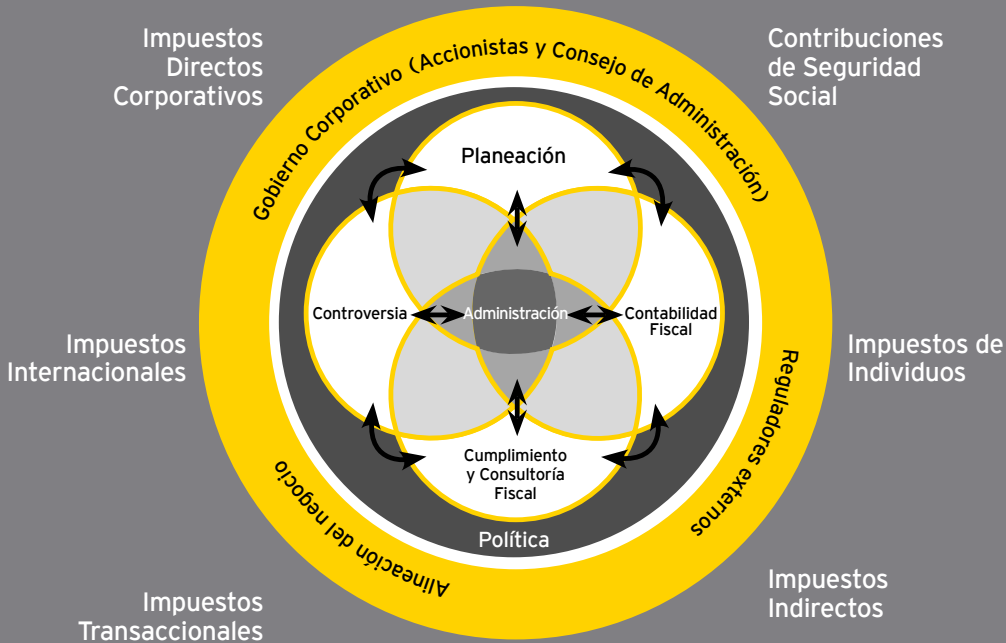 Impuestos
Directos
Corporativos
Contribuciones
de Seguridad
Social
Gobierno Corporativo (Accionistas y Consejo de Administración)
Planeación
Controversia
Administración
Contabilidad
Fiscal
Impuestos
Internacionales
Impuestos de
Individuos
Cumplimiento
y Consultoría
Fiscal
Política
Alineación del negocio
Reguladores externos
Impuestos
Transaccionales
Impuestos
Indirectos